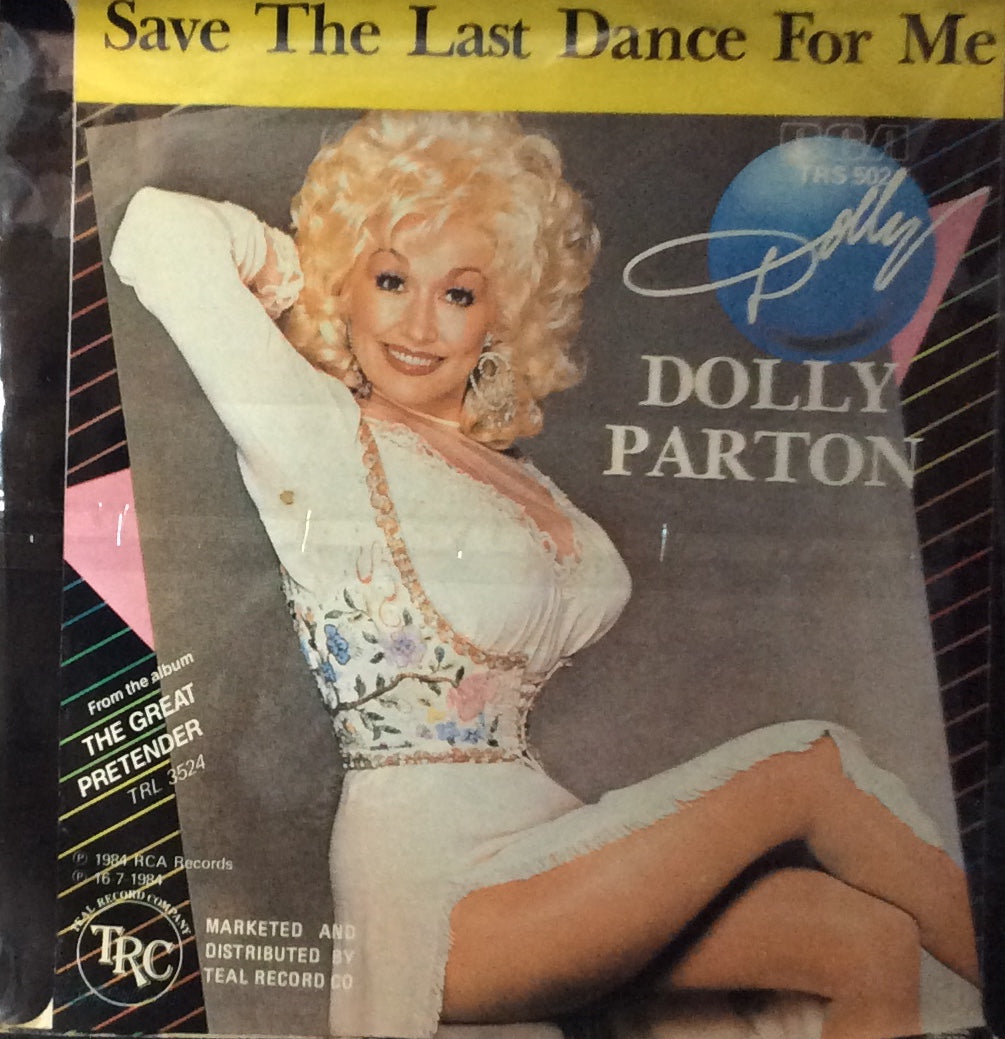 Save The Last Dance For Me
RCA
TRS 502
Dolly
DOLLY
PARTON
From the album
THE GREAT
PRETENDER
TRL 3524
Ⓟ 1984 RCA Records
Ⓟ 16 7 1984
TEAL RECORD COMPANY
TRC
MARKETED AND
DISTRIBUTED BY
TEAL RECORD CO